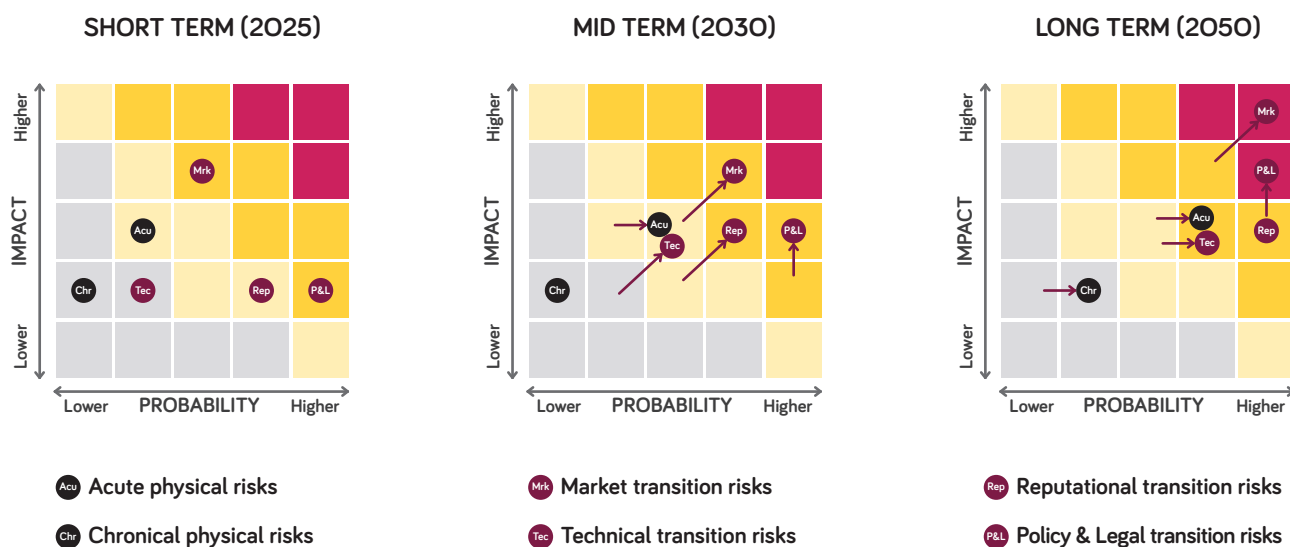 SHORT TERM (2025)
Higher
IMPACT
Lower
Mrk
Acu
Chr
Tec
Rep
P&L
Lower
PROBABILITY
Higher
MID TERM (2030)
Higher
IMPACT
Lower
Mrk
Acu
Rep
P&L
Tec
Chr
Lower
PROBABILITY
Higher
LONG TERM (2050)
Higher
IMPACT
Lower
Mrk
P&L
Acu
Rep
Tec
Chr
Lower
PROBABILITY
Higher
Acu Acute physical risks
Chr Chronical physical risks
Mrk Market transition risks
Tec Technical transition risks
Rep Reputational transition risks
P&L Policy & Legal transition risks